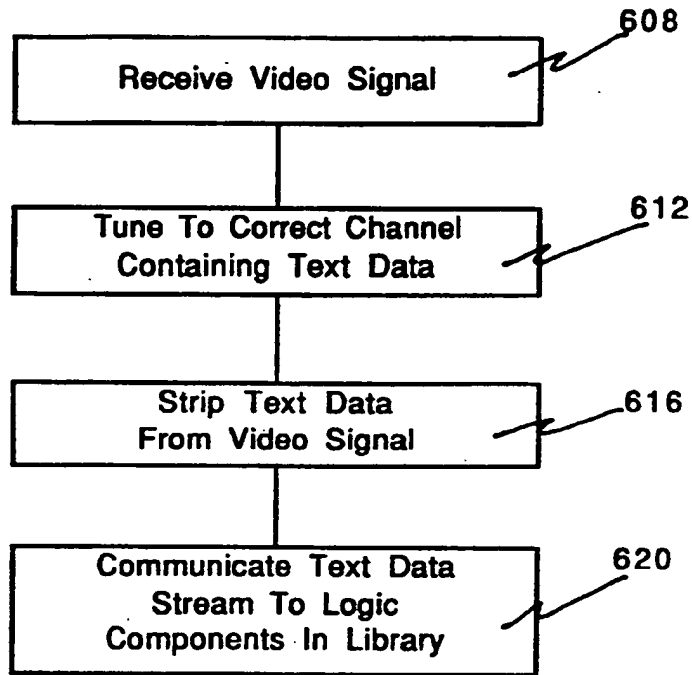 608
Receive Video Signal
612
Tune To Correct Channel
Containing Text Data
616
Strip Text Data
From Video Signal
620
Communicate Text Data
Stream To Logic
Components In Library